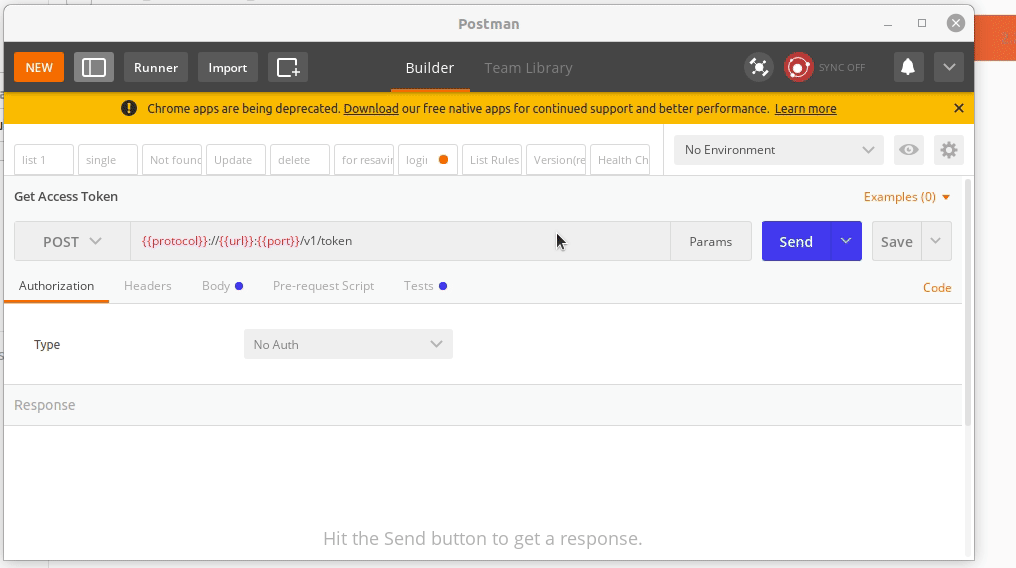 Postman
NEW
Runner
Import
Builder
Team Library
SYNC OFF
Chrome apps are being deprecated. Download our free native apps for continued support and better performance. Learn more
list 1
single
Not found
Update
delete
for resavin
login
List Rules
Version(re
Health Ch
No Environment
Get Access Token
Examples (0)
POST
{{protocol}}://{{url}}:{{port}}/v1/token
Params
Send
Save
Authorization
Headers
Body
Pre-request Script
Tests
Code
Type
No Auth
Response
Hit the Send button to get a response.